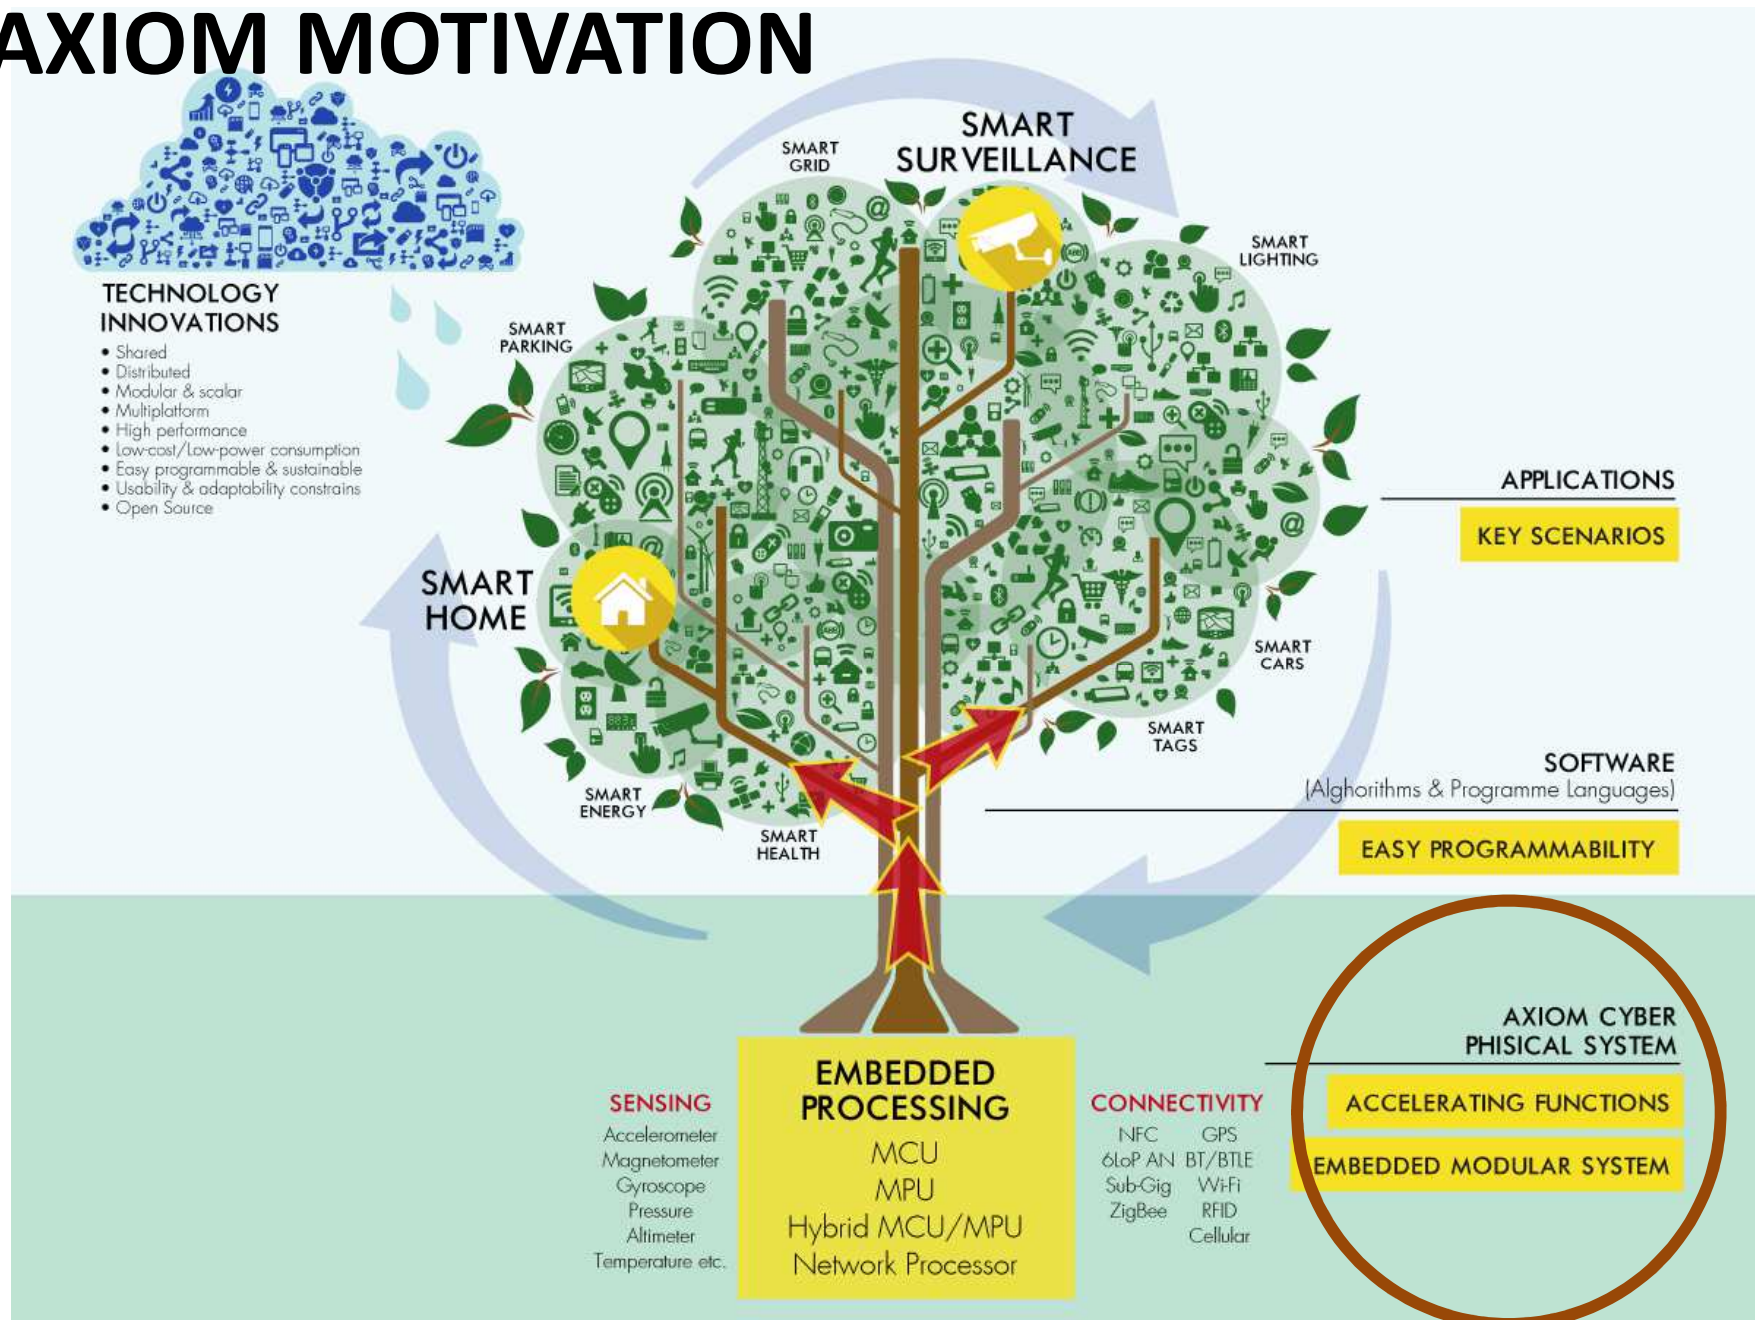 AXIOM MOTIVATION
SMART
GRID
SMART
SURVEILLANCE
SMART
LIGHTING
TECHNOLOGY
INNOVATIONS
• Shared
• Distributed
• Modular & scalar
• Multiplatform
• High performance
• Low-cost/Low-power consumption
• Easy programmable & sustainable
• Usability & adaptability constrains
• Open Source
SMART
PARKING
APPLICATIONS
KEY SCENARIOS
SMART
HOME
SMART
CARS
SMART
TAGS
SOFTWARE
(Alghorithms & Programme Languages)
EASY PROGRAMMABILITY
SMART
ENERGY
SMART
HEALTH
AXIOM CYBER
PHISICAL SYSTEM
ACCELERATING FUNCTIONS
EMBEDDED MODULAR SYSTEM
SENSING
Accelerometer
Magnetometer
Gyroscope
Pressure
Altimeter
Temperature etc.
EMBEDDED
PROCESSING
MCU
MPU
Hybrid MCU/MPU
Network Processor
CONNECTIVITY
NFC GPS
6LoP AN BT/BTLE
Sub-Gig Wi-Fi
ZigBee RFID
Cellular